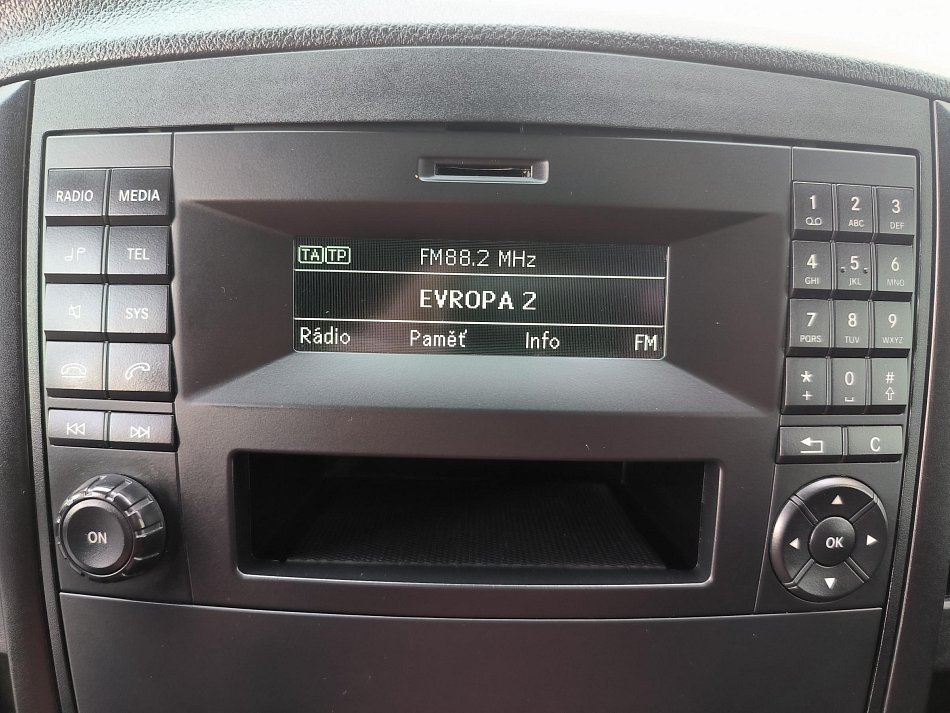 RADIO MEDIA
TEL
SYS
ON
TA TP FM88.2 MHz
EVROPA 2
Rádio Paměť Info FM
1 2 ABC 3 DEF
4 GHI 5 JKL 6 MNO
7 PQRS 8 TUV 9 WXYZ
* + 0 #
C
OK